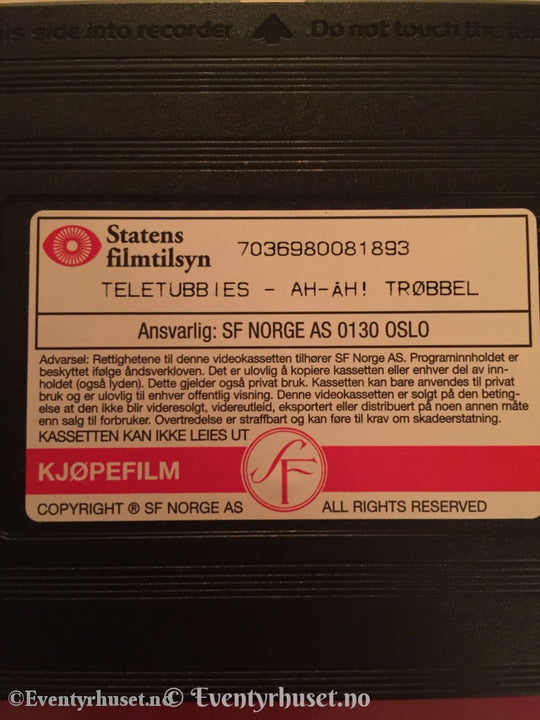 is side into recorder Do not touch the tap
Statens
filmtilsyn
7036980081893
TELETUBBIES - AH-ÅH! TRØBBEL
Ansvarlig: SF NORGE AS 0130 OSLO
Advarsel: Rettighetene til denne videokassetten tilhører SF Norge AS. Programinnholdet er
beskyttet ifølge åndsverkloven. Det er ulovlig å kopiere kassetten eller enhver del av inn-
holdet (også lyden). Dette gjelder også privat bruk. Kassetten kan bare anvendes til privat
bruk og er ulovlig til enhver offentlig visning. Denne videokassetten er solgt på den beting-
else at den ikke blir videresolgt, videreutleid, eksportert eller distribuert på noen annen måte
enn salg til forbruker. Overtredelse er straffbart og kan føre til krav om skadeerstatning.
KASSETTEN KAN IKKE LEIES UT
KJØPEFILM
SF
COPYRIGHT ® SF NORGE AS ALL RIGHTS RESERVED
©Eventyrhuset.no © Eventyrhuset.no